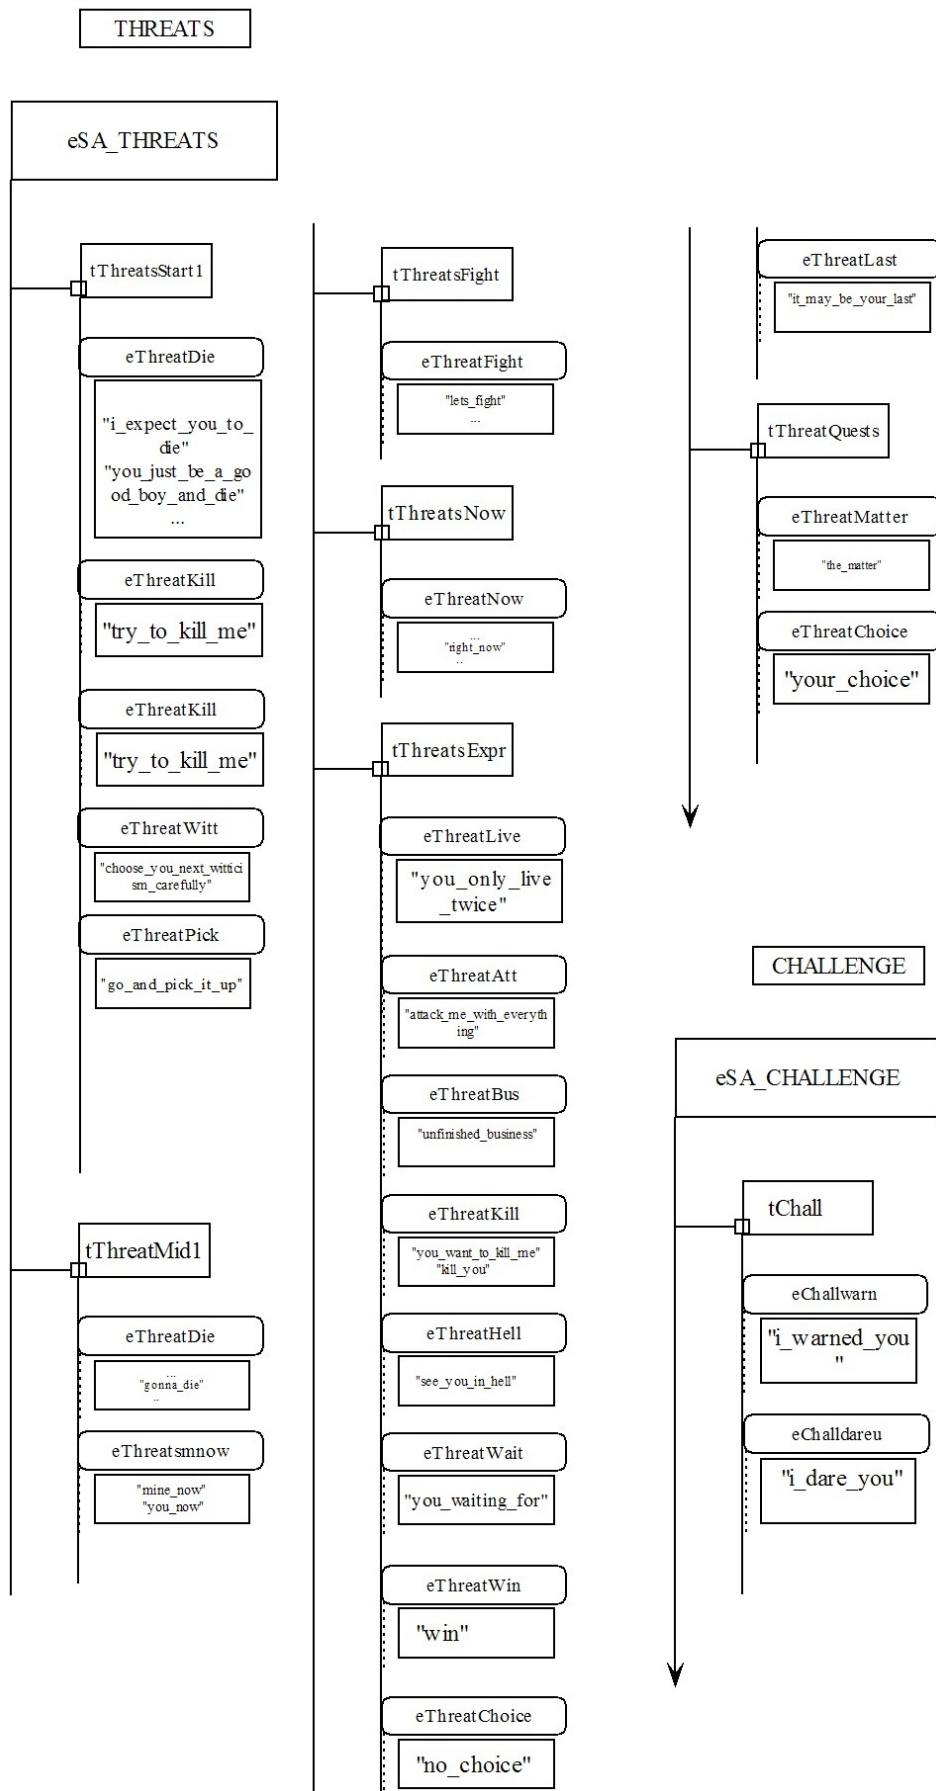 THREATS
eSA_THREATS
tThreatsStart1
eThreatDie
"i_expect_you_to_
die"
"you_just_be_a_go
od_boy_and_die"
...
eThreatKill
"try_to_kill_me"
eThreatKill
"try_to_kill_me"
eThreatWitt
"choose_you_next_wittici
sm_carefully"
eThreatPick
"go_and_pick_it_up"
tThreatMid1
eThreatDie
...
"gonna_die"
..
eThreatsmnow
"mine_now"
"you_now"
tThreatsFight
eThreatFight
"lets_fight"
...
tThreatsNow
eThreatNow
...
"right_now"
..
tThreatsExpr
eThreatLive
"you_only_live
_twice"
eThreatAtt
"attack_me_with_everyth
ing"
eThreatBus
"unfinished_business"
eThreatKill
"you_want_to_kill_me"
"kill_you"
eThreatHell
"see_you_in_hell"
eThreatWait
"you_waiting_for"
eThreatWin
"win"
eThreatChoice
"no_choice"
eThreatLast
"it_may_be_your_last"
tThreatQuests
eThreatMatter
"the_matter"
eThreatChoice
"your_choice"
CHALLENGE
eSA_CHALLENGE
tChall
eChallwarn
"i_warned_you
"
eChalldareu
"i_dare_you"